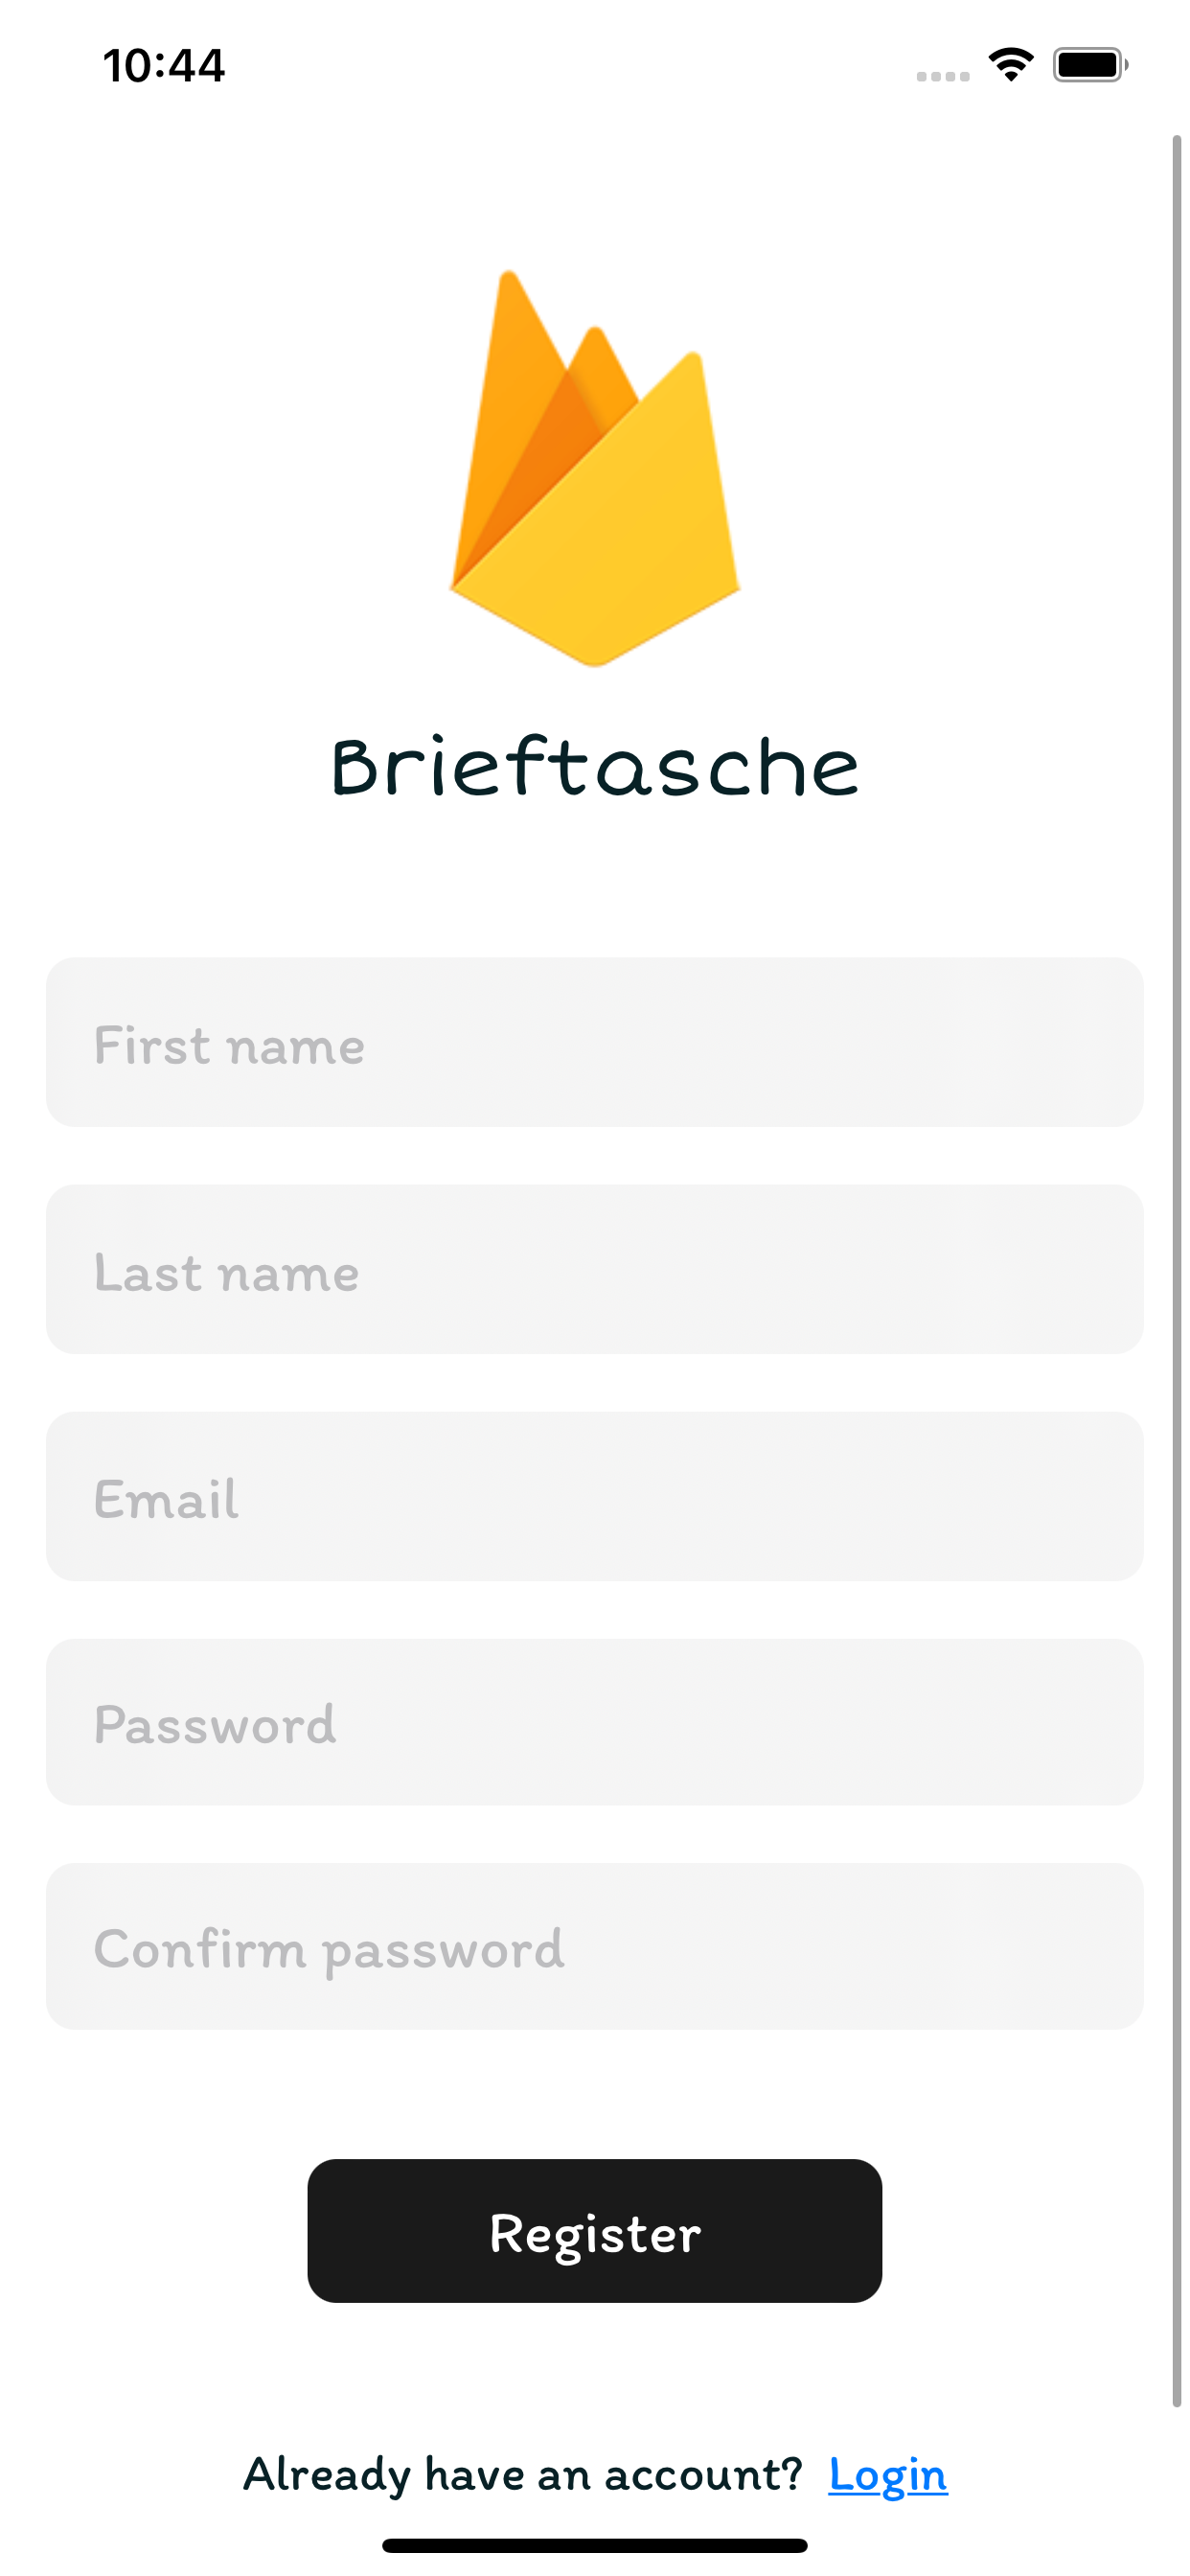 10:44
Brieftasche
First name
Last name
Email
Password
Confirm password
Register
Already have an account? Login